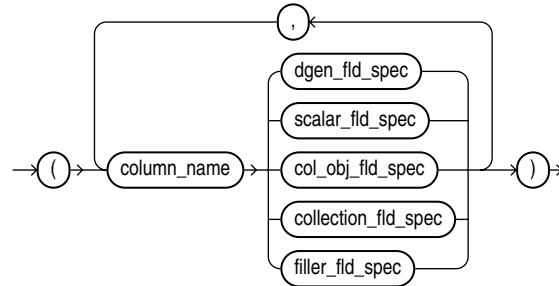 ,
dgen_fld_spec
scalar_fld_spec
( column_name col_obj_fld_spec )
collection_fld_spec
filler_fld_spec